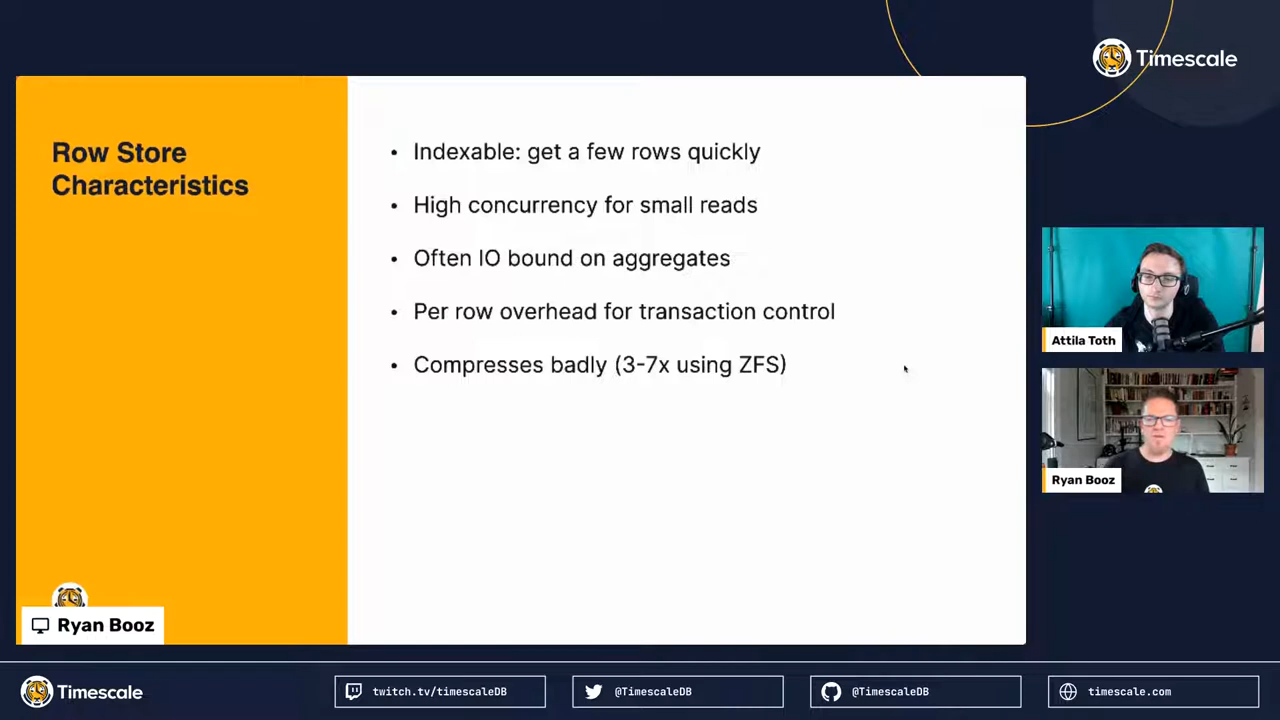 Timescale
Row Store
Characteristics
• Indexable: get a few rows quickly
• High concurrency for small reads
• Often IO bound on aggregates
• Per row overhead for transaction control
• Compresses badly (3-7x using ZFS)
Attila Toth
Ryan Booz
Ryan Booz
Timescale
twitch.tv/timescaleDB
@TimescaleDB
@TimescaleDB
timescale.com